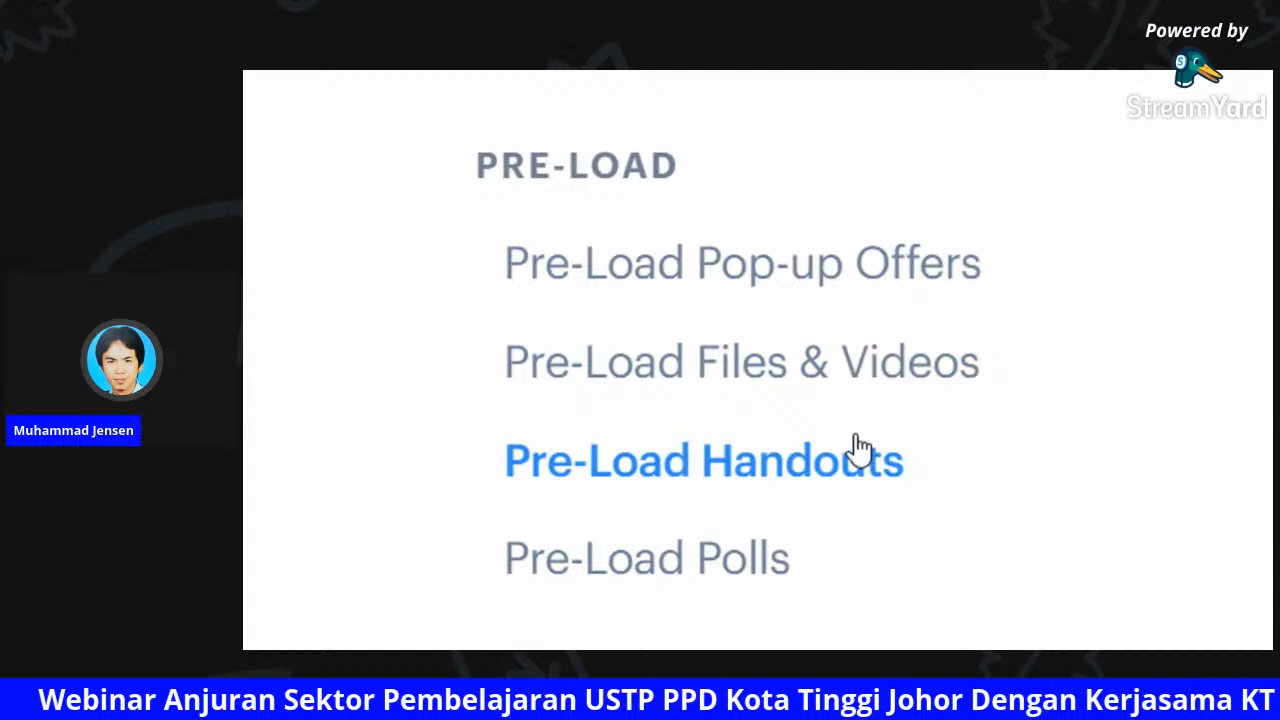 Powered by
StreamYard
PRE-LOAD
Pre-Load Pop-up Offers
Pre-Load Files & Videos
Pre-Load Handouts
Pre-Load Polls
Muhammad Jensen
Webinar Anjuran Sektor Pembelajaran USTP PPD Kota Tinggi Johor Dengan Kerjasama KT